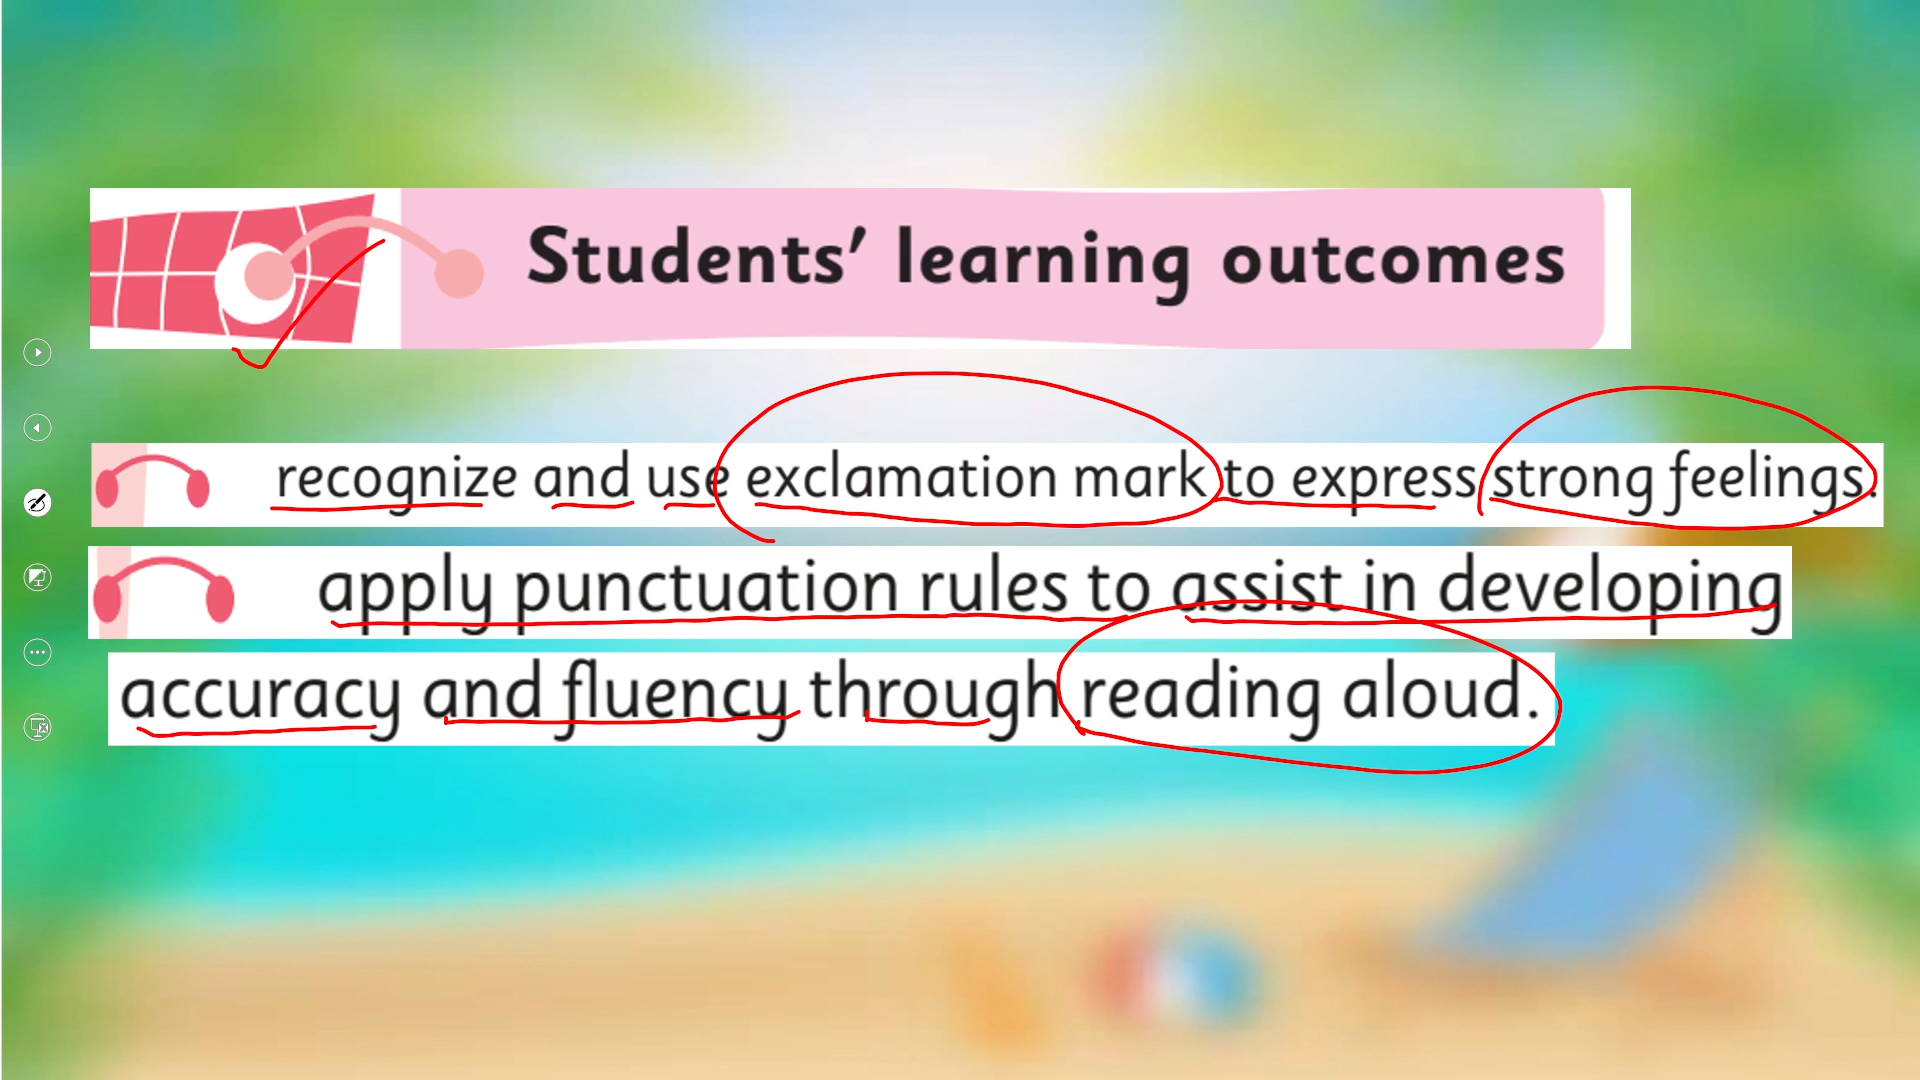 Students’ learning outcomes
recognize and use exclamation mark to express strong feelings.
apply punctuation rules to assist in developing
accuracy and fluency through reading aloud.